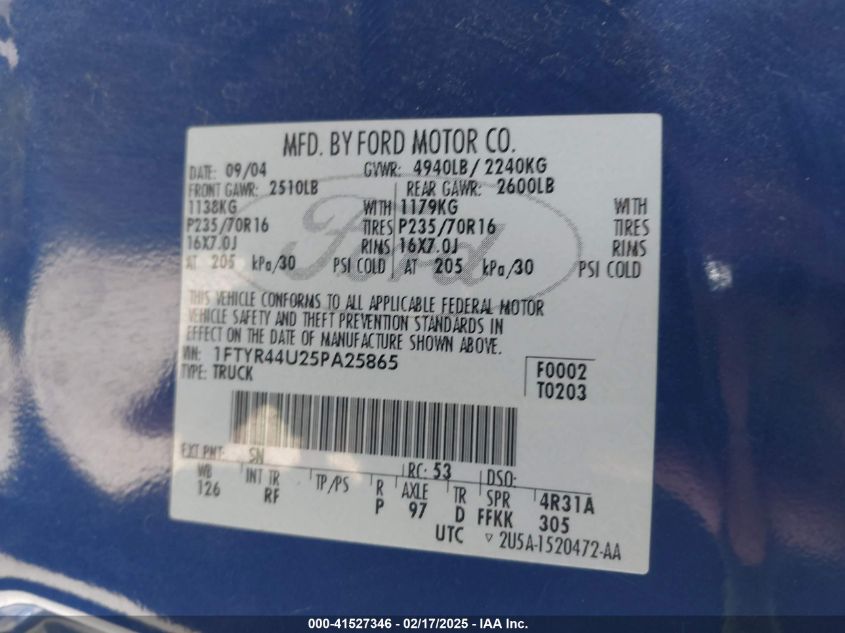 MFD. BY FORD MOTOR CO.
DATE: 09/04 GVWR: 4940LB/ 2240KG
FRONT GAWR: 2510LB REAR GAWR: 2600LB
1138KG WITH 1179KG WITH
P235/70R16 TIRES P235/70R16 TIRES
16X7.0J RIMS 16X7.0J RIMS
AT 205 kPa/30 PSI COLD AT 205 kPa/30 PSI COLD
Ford
THIS VEHICLE CONFORMS TO ALL APPLICABLE FEDERAL MOTOR
VEHICLE SAFETY AND THEFT PREVENTION STANDARDS IN
EFFECT ON THE DATE OF MANUFACTURE SHOWN ABOVE.
VIN: 1FTYR44U25PA25865 F0002
TYPE: TRUCK T0203
EXT PNT: SN RC: 53 DSO:
WB INT TR TP/PS R AXLE TR SPR 4R31A
126 RF P 97 D FFKK 305
UTC ▽ 2U5A-1520472-AA
000-41527346 - 02/17/2025 - IAA Inc.